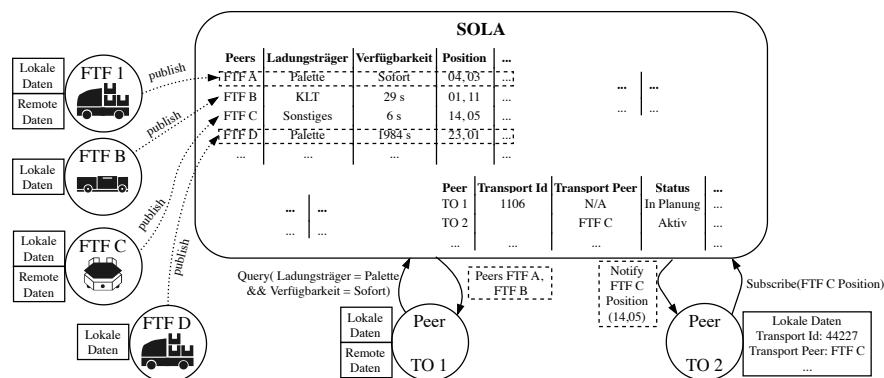 SOLA
Peers Ladungsträger Verfügbarkeit Position ...
FTF A Palette Sofort 04, 03 ...
FTF B KLT 29 s 01, 11 ...
FTF C Sonstiges 6 s 14, 05 ...
FTF D Palette 1984 s 23, 01 ...
... ... ... ... ...
... ...
... ...
Peer Transport Id Transport Peer Status ...
TO 1 1106 N/A In Planung ...
TO 2 FTF C Aktiv ...
... ... ... ... ...
... ...
... ...
Lokale
Daten
Remote
Daten
FTF 1
publish
Lokale
Daten
FTF B
publish
Lokale
Daten
Remote
Daten
FTF C
publish
Lokale
Daten
FTF D
publish
Query( Ladungsträger = Palette
&& Verfügbarkeit = Sofort)
Peers FTF A,
FTF B
Lokale
Daten
Remote
Daten
Peer
TO 1
Notify
FTF C
Position
(14,05)
Subscribe(FTF C Position)
Peer
TO 2
Lokale Daten
Transport Id: 44227
Transport Peer: FTF C
...